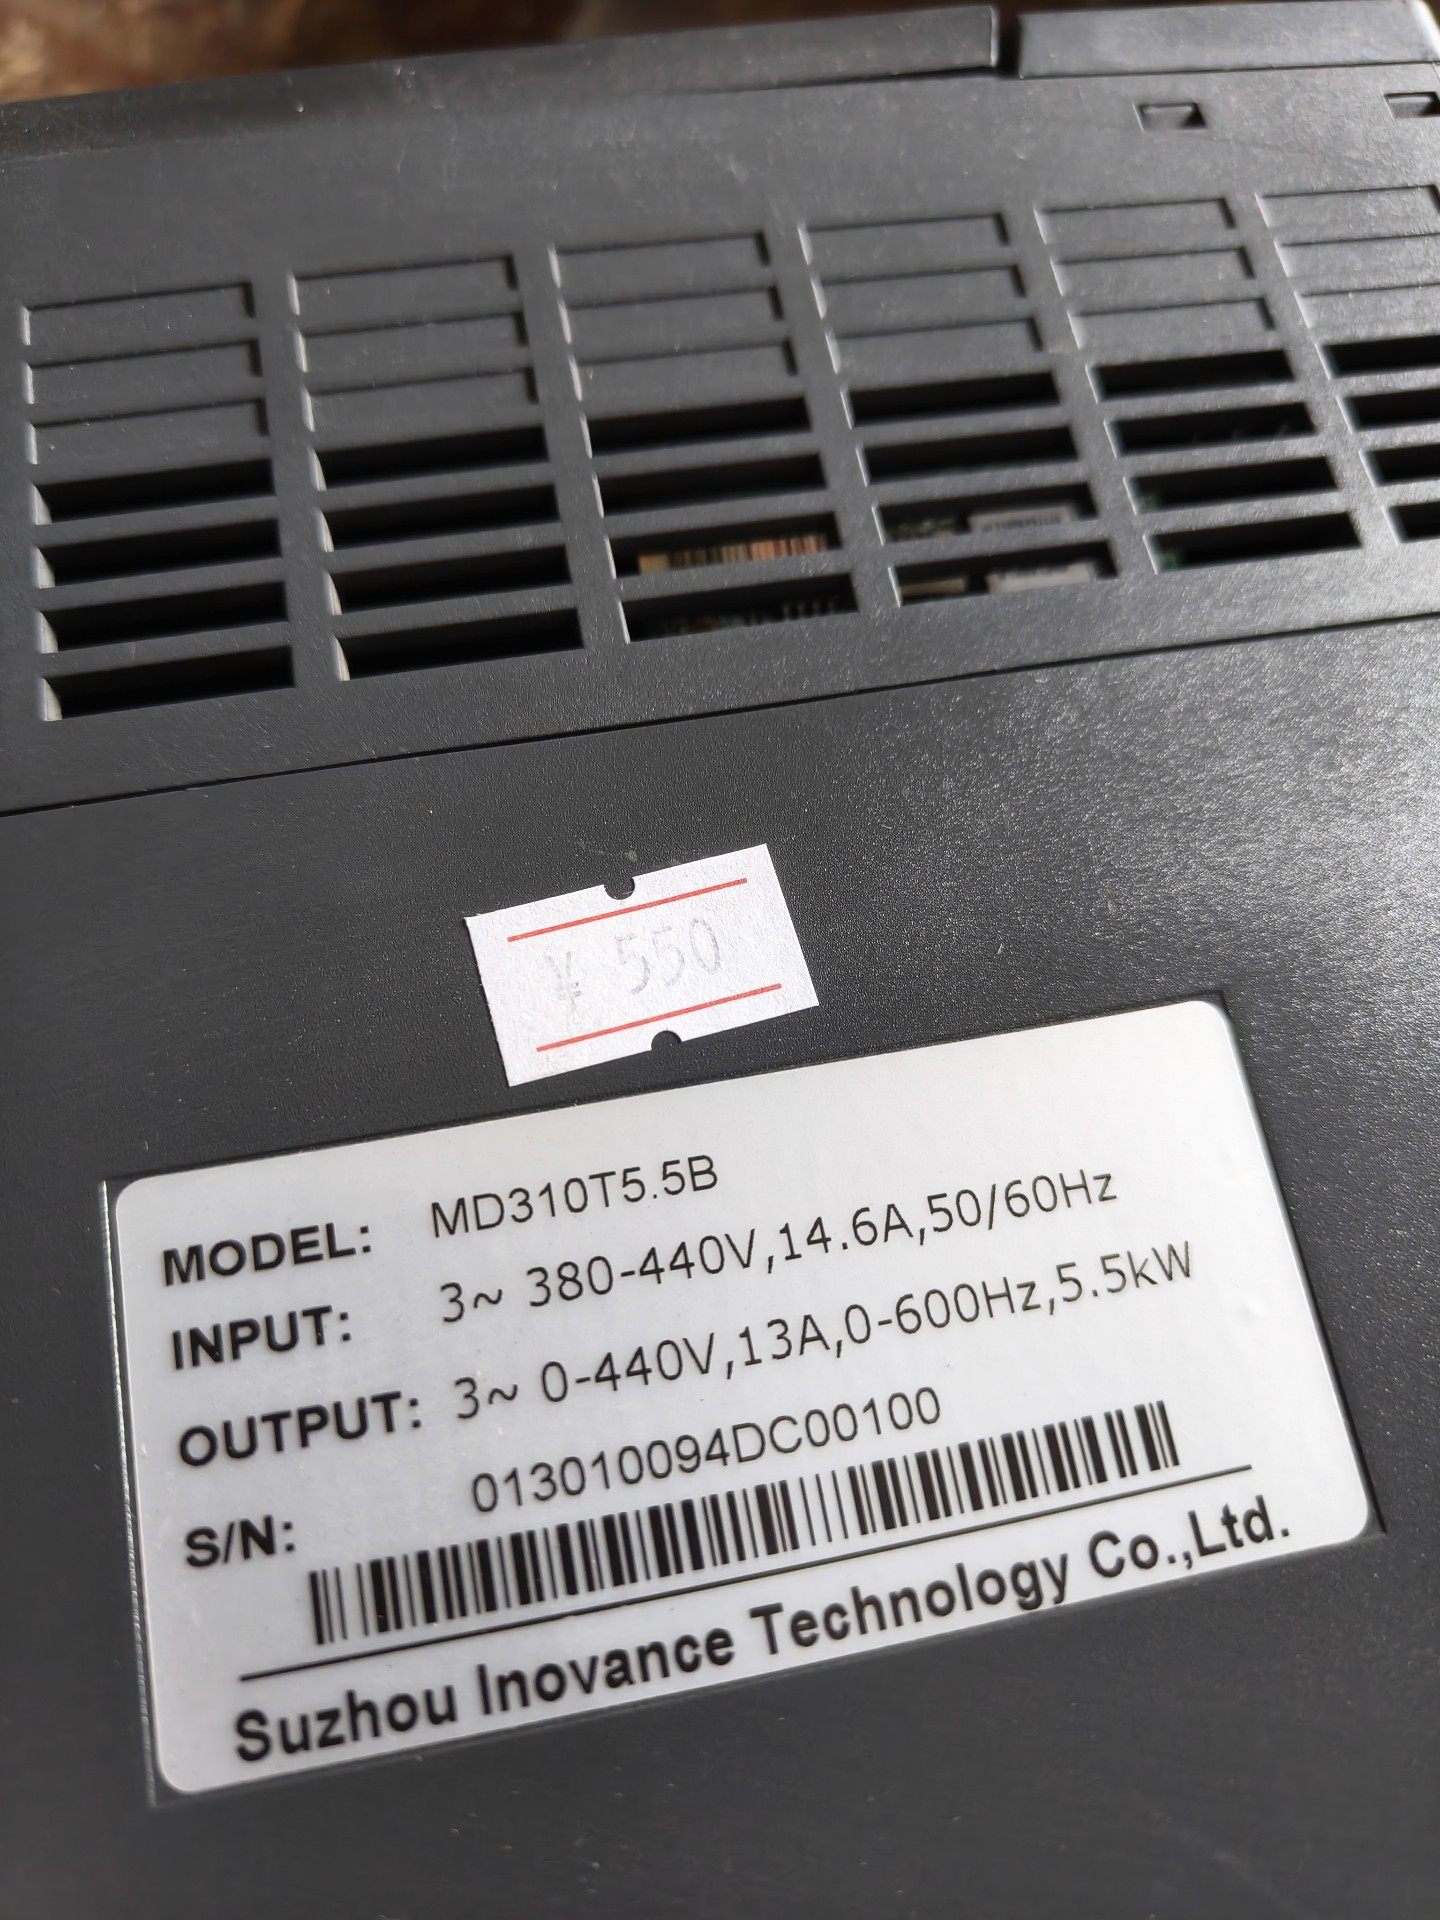 ¥ 550
MODEL: MD310T5.5B
INPUT: 3~ 380-440V,14.6A,50/60Hz
OUTPUT: 3~ 0-440V,13A,0-600Hz,5.5kW
S/N: 013010094DC00100
Suzhou Inovance Technology Co.,Ltd.